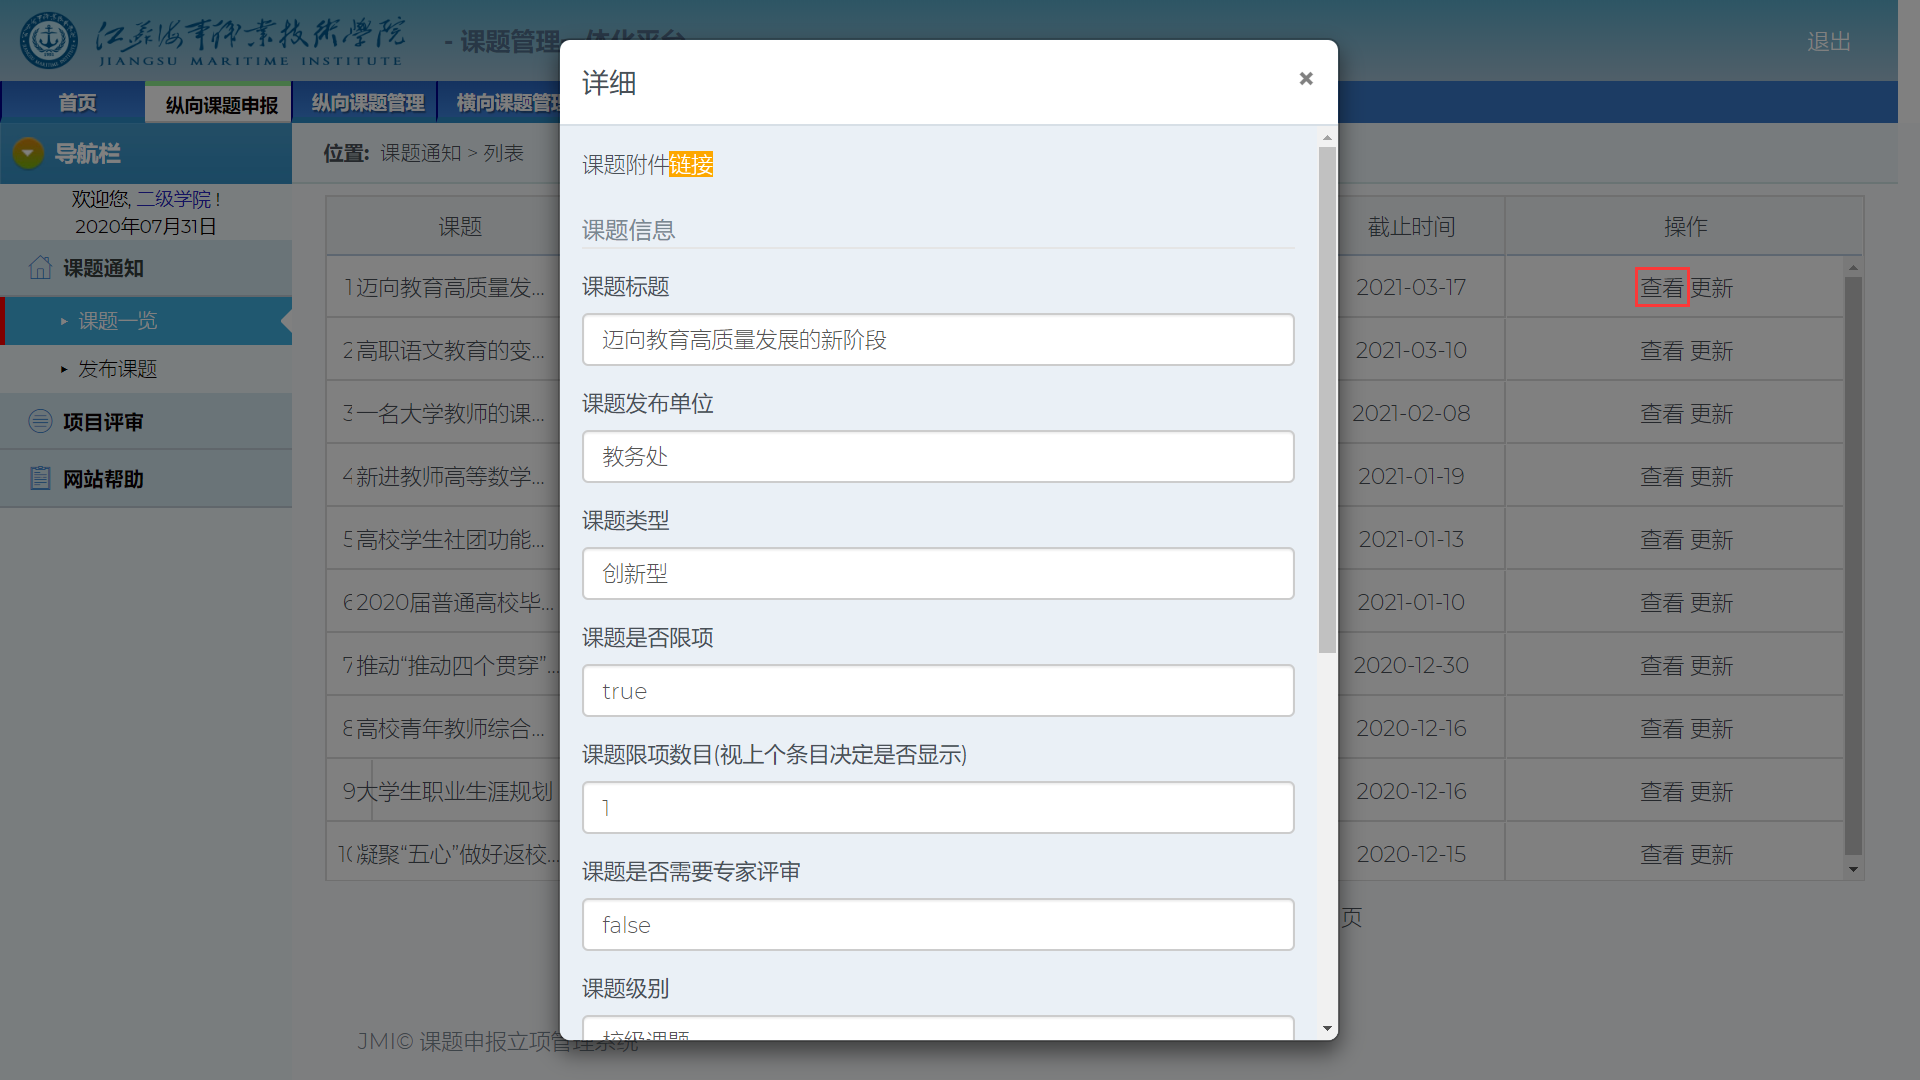 江苏海事职业技术学院
JIANGSU MARITIME INSTITUTE
- 课题管理一体化平台
退出
首页
纵向课题申报
纵向课题管理
横向课题管理
导航栏
欢迎您, 二级学院 !
2020年07月31日
课题通知
课题一览
发布课题
项目评审
网站帮助
位置: 课题通知 > 列表
课题 截止时间 操作
1 迈向教育高质量发... 2021-03-17 查看 更新
2 高职语文教育的变... 2021-03-10 查看 更新
3 一名大学教师的课... 2021-02-08 查看 更新
4 新进教师高等数学... 2021-01-19 查看 更新
5 高校学生社团功能... 2021-01-13 查看 更新
6 2020届普通高校毕... 2021-01-10 查看 更新
7 推动“推动四个贯穿”... 2020-12-30 查看 更新
8 高校青年教师综合... 2020-12-16 查看 更新
9 大学生职业生涯规划 2020-12-16 查看 更新
10 凝聚“五心”做好返校... 2020-12-15 查看 更新
页
JMI© 课题申报立项管理系统
详细
×
课题附件链接
课题信息
课题标题
迈向教育高质量发展的新阶段
课题发布单位
教务处
课题类型
创新型
课题是否限项
true
课题限项数目(视上个条目决定是否显示)
1
课题是否需要专家评审
false
课题级别
校级课题